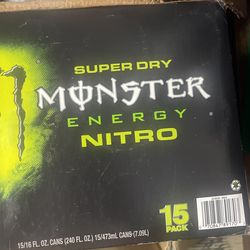 SUPER DRY
MONSTER
ENERGY
NITRO
15
PACK
15/16 FL. OZ. CANS (240 FL. OZ.) 15/473mL CANS (7.09L)